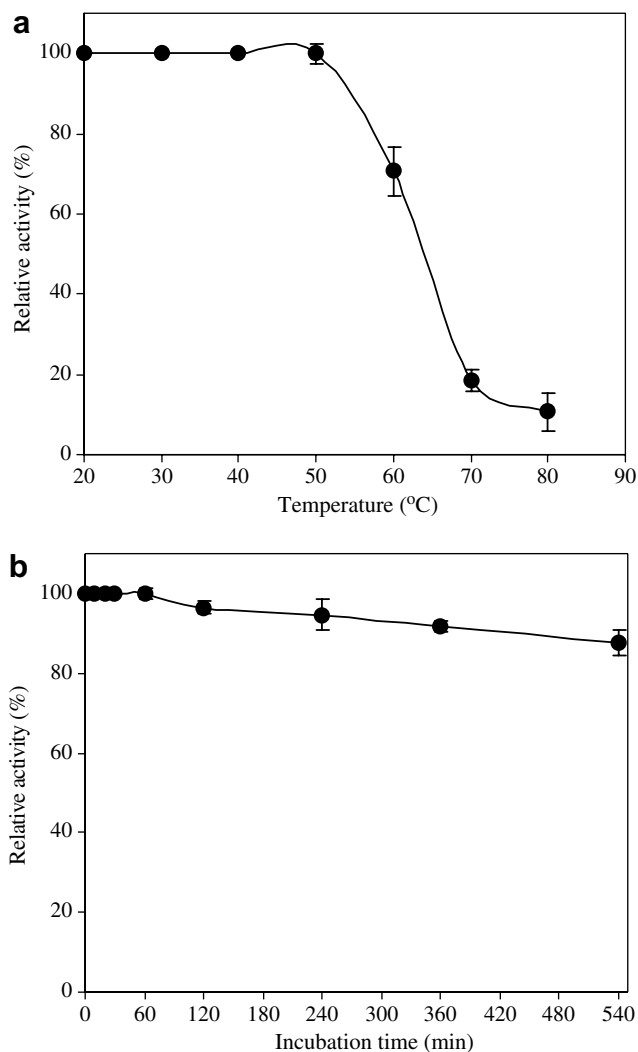 a
Relative activity (%)
100
80
60
40
20
0
20 30 40 50 60 70 80 90
Temperature (°C)
b
Relative activity (%)
100
80
60
40
20
0
0 60 120 180 240 300 360 420 480 540
Incubation time (min)